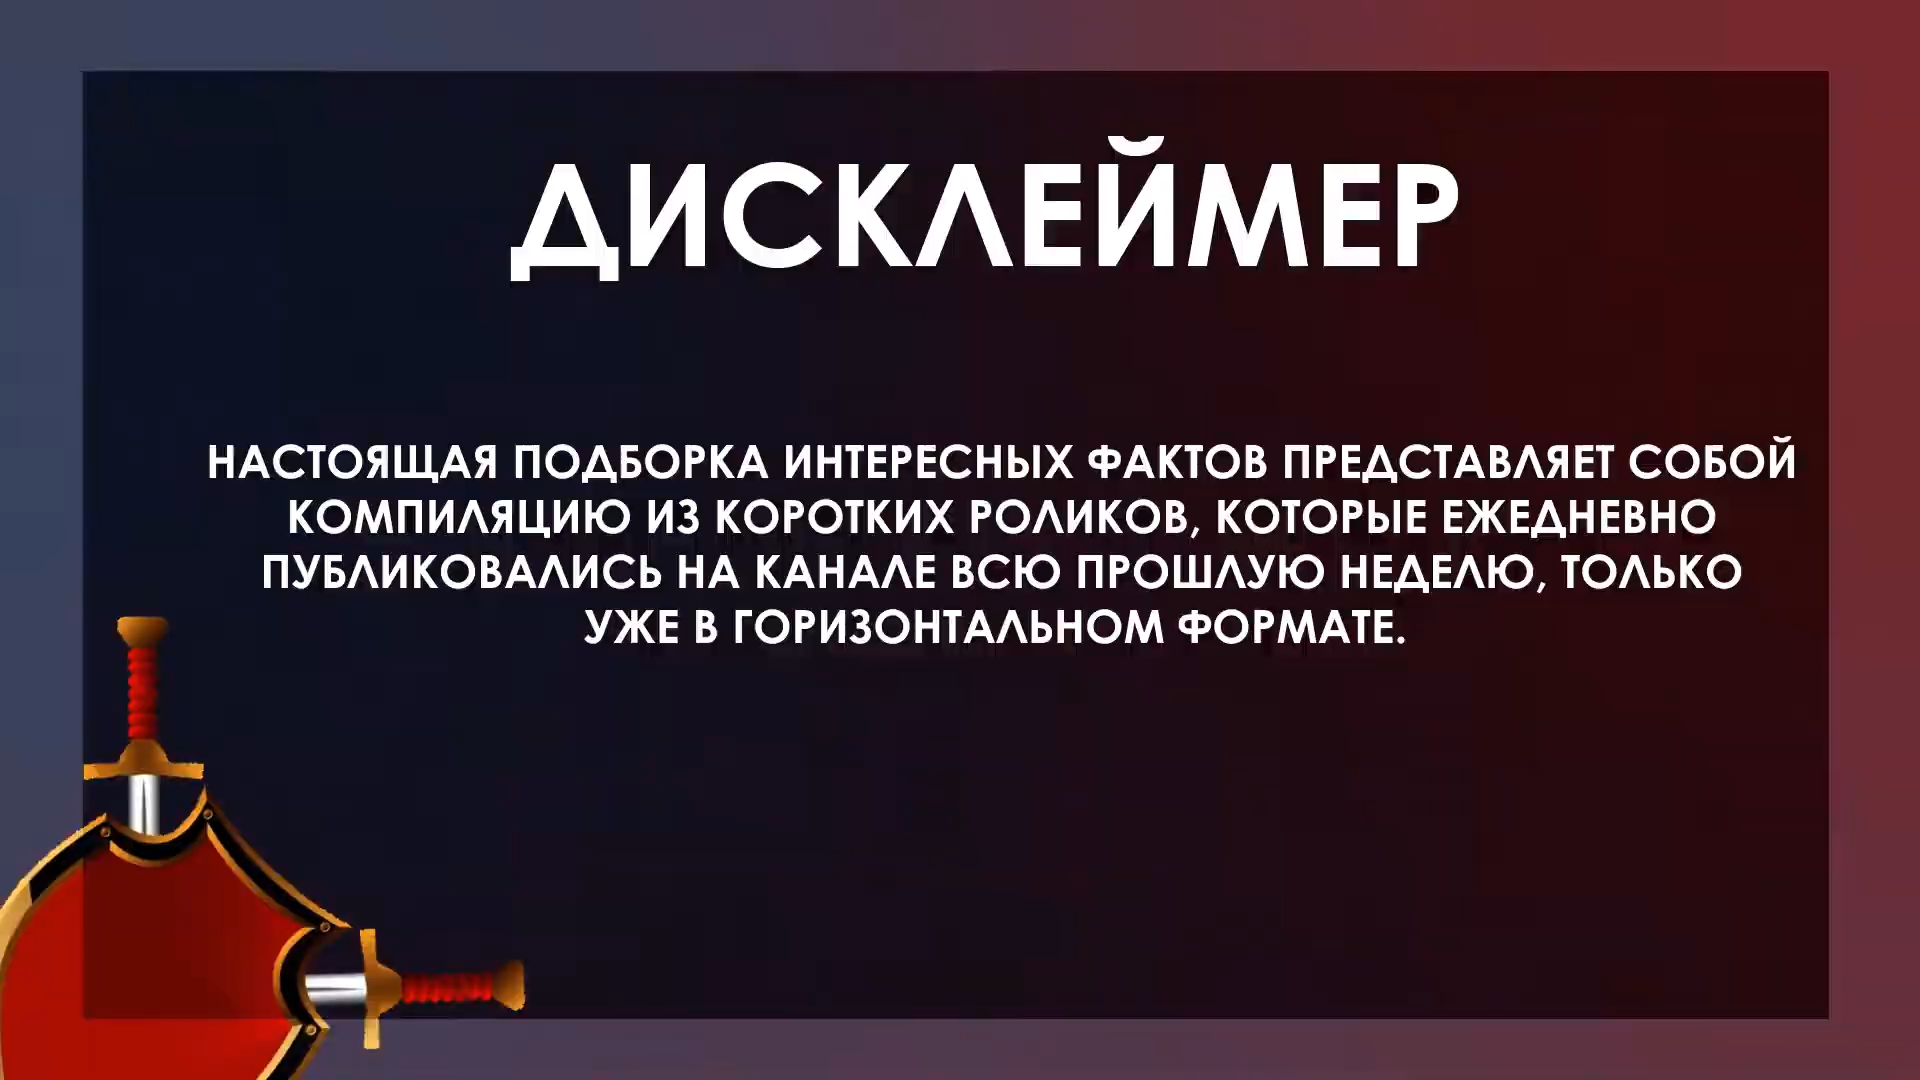 ДИСКЛЕЙМЕР
НАСТОЯЩАЯ ПОДБОРКА ИНТЕРЕСНЫХ ФАКТОВ ПРЕДСТАВЛЯЕТ СОБОЙ
КОМПИЛЯЦИЮ ИЗ КОРОТКИХ РОЛИКОВ, КОТОРЫЕ ЕЖЕДНЕВНО
ПУБЛИКОВАЛИСЬ НА КАНАЛЕ ВСЮ ПРОШЛУЮ НЕДЕЛЮ, ТОЛЬКО
УЖЕ В ГОРИЗОНТАЛЬНОМ ФОРМАТЕ.